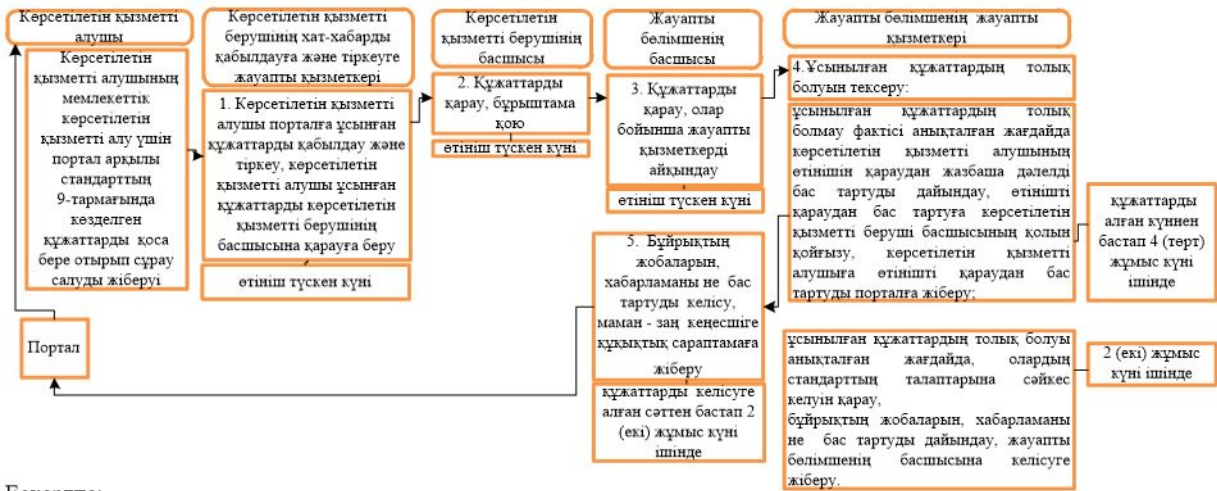 Көрсетілетін қызметті
алушы
Көрсетілетін
қызметті алушының
мемлекеттік
көрсетілетін
қызметті алу үшін
портал арқылы
стандарттың
9-тармағында
көзделген
құжаттарды қоса
бере отырып сұрау
салуды жіберуі
Портал
Көрсетілетін қызметті
берушінің хат-хабарды
қабылдауға және тіркеуге
жауапты қызметкері
1. Көрсетілетін қызметті
алушы порталға ұсынған
құжаттарды қабылдау және
тіркеу, көрсетілетін
қызметті алушы ұсынған
құжаттарды көрсетілетін
қызметті берушінің
басшысына қарауға беру
өтініш түскен күні
Көрсетілетін
қызметті берушінің
басшысы
2. Құжаттарды
қарау, бұрыштама
қою
өтініш түскен күні
Жауапты
бөлімшенің
басшысы
3. Құжаттарды
қарау, олар
бойынша жауапты
қызметкерді
айқындау
өтініш түскен күні
5. Бұйрықтың
жобаларын,
хабарламаны не бас
тартуды келісу,
маман - заң кеңесшіге
құқықтық сараптамаға
жіберу
құжаттарды келісуге
алған сәттен бастап 2
(екі) жұмыс күні
ішінде
Жауапты бөлімшенің жауапты
қызметкері
4.Ұсынылған құжаттардың толық
болуын тексеру:
ұсынылған құжаттардың толық
болмау фактісі анықталған жағдайда
көрсетілетін қызметті алушының
өтінішін қараудан жазбаша дәлелді
бас тартуды дайындау, өтінішті
қараудан бас тартуға көрсетілетін
қызметті беруші басшысының қолын
қойғызу, көрсетілетін қызметті
алушыға өтінішті қараудан бас
тартуды порталға жіберу;
құжаттарды
алған күннен
бастап 4 (төрт)
жұмыс күні
ішінде
ұсынылған құжаттардың толық болуы
анықталған жағдайда, олардың
стандарттың талаптарына сәйкес
келуін қарау,
бұйрықтың жобаларын, хабарламаны
не бас тартуды дайындау, жауапты
бөлімшенің басшысына келісуге
жіберу.
2 (екі) жұмыс
күні ішінде